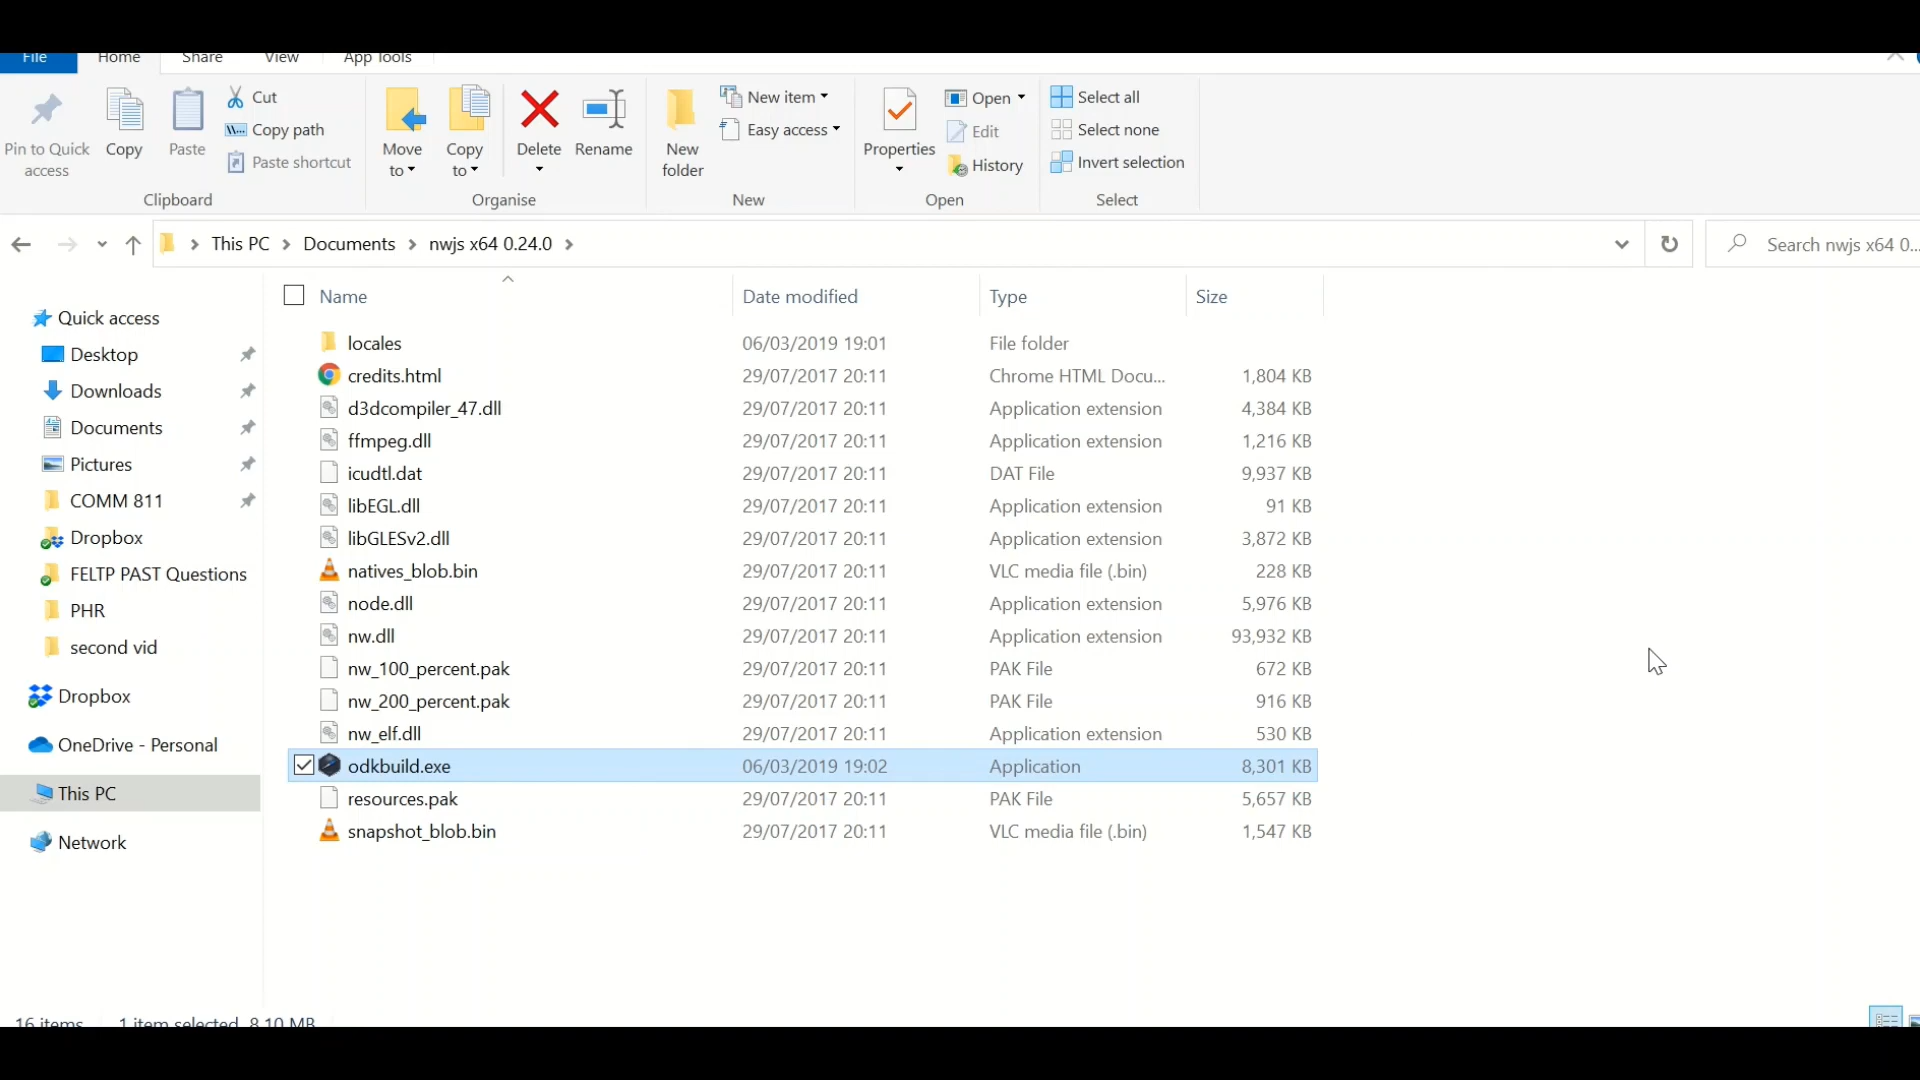 File Home Share View App Tools
Pin to Quick access
Copy
Paste
Cut
Copy path
Paste shortcut
Clipboard
Move to
Copy to
Delete
Rename
Organise
New folder
New item
Easy access
New
Properties
Open
Edit
History
Open
Select all
Select none
Invert selection
Select
This PC Documents nwjs x64 0.24.0
Search nwjs x64 0...
Quick access
Desktop
Downloads
Documents
Pictures
COMM 811
Dropbox
FELTP PAST Questions
PHR
second vid
Dropbox
OneDrive - Personal
This PC
Network
Name Date modified Type Size
locales 06/03/2019 19:01 File folder
credits.html 29/07/2017 20:11 Chrome HTML Docu... 1,804 KB
d3dcompiler_47.dll 29/07/2017 20:11 Application extension 4,384 KB
ffmpeg.dll 29/07/2017 20:11 Application extension 1,216 KB
icudtl.dat 29/07/2017 20:11 DAT File 9,937 KB
libEGL.dll 29/07/2017 20:11 Application extension 91 KB
libGLESv2.dll 29/07/2017 20:11 Application extension 3,872 KB
natives_blob.bin 29/07/2017 20:11 VLC media file (.bin) 228 KB
node.dll 29/07/2017 20:11 Application extension 5,976 KB
nw.dll 29/07/2017 20:11 Application extension 93,932 KB
nw_100_percent.pak 29/07/2017 20:11 PAK File 672 KB
nw_200_percent.pak 29/07/2017 20:11 PAK File 916 KB
nw_elf.dll 29/07/2017 20:11 Application extension 530 KB
odkbuild.exe 06/03/2019 19:02 Application 8,301 KB
resources.pak 29/07/2017 20:11 PAK File 5,657 KB
snapshot_blob.bin 29/07/2017 20:11 VLC media file (.bin) 1,547 KB
16 items 1 item selected 8.10 MB